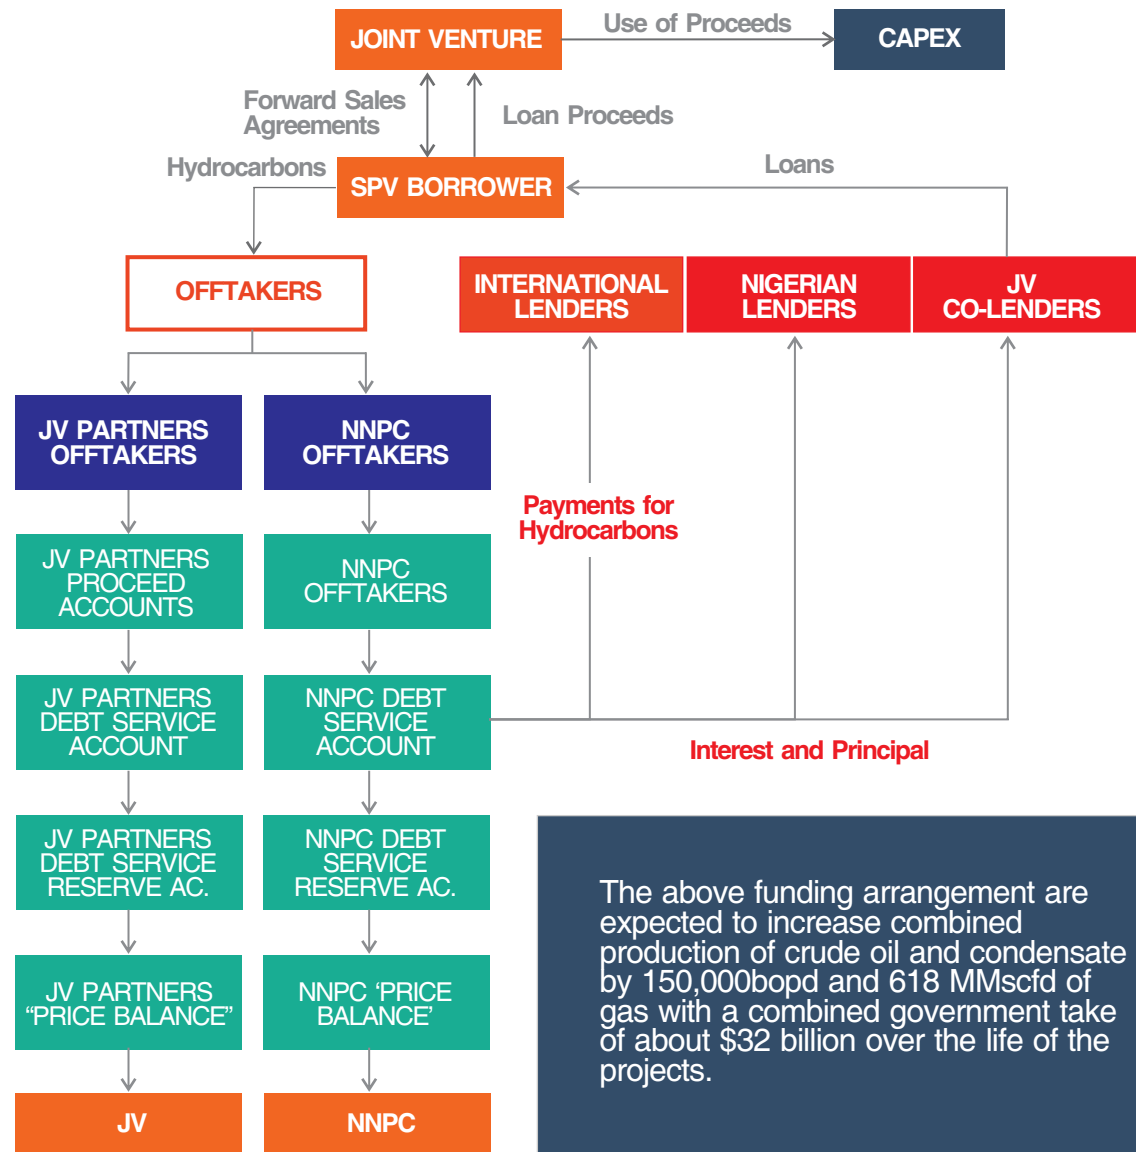 JOINT VENTURE
Use of Proceeds
CAPEX
Forward Sales
Agreements
Loan Proceeds
Hydrocarbons
SPV BORROWER
Loans
OFFTAKERS
INTERNATIONAL
LENDERS
NIGERIAN
LENDERS
JV
CO-LENDERS
JV PARTNERS
OFFTAKERS
NNPC
OFFTAKERS
Payments for
Hydrocarbons
JV PARTNERS
PROCEED
ACCOUNTS
NNPC
OFFTAKERS
JV PARTNERS
DEBT SERVICE
ACCOUNT
NNPC DEBT
SERVICE
ACCOUNT
Interest and Principal
JV PARTNERS
DEBT SERVICE
RESERVE AC.
NNPC DEBT
SERVICE
RESERVE AC.
JV PARTNERS
“PRICE BALANCE”
NNPC ‘PRICE
BALANCE’
JV
NNPC
The above funding arrangement are
expected to increase combined
production of crude oil and condensate
by 150,000bopd and 618 MMscfd of
gas with a combined government take
of about $32 billion over the life of the
projects.